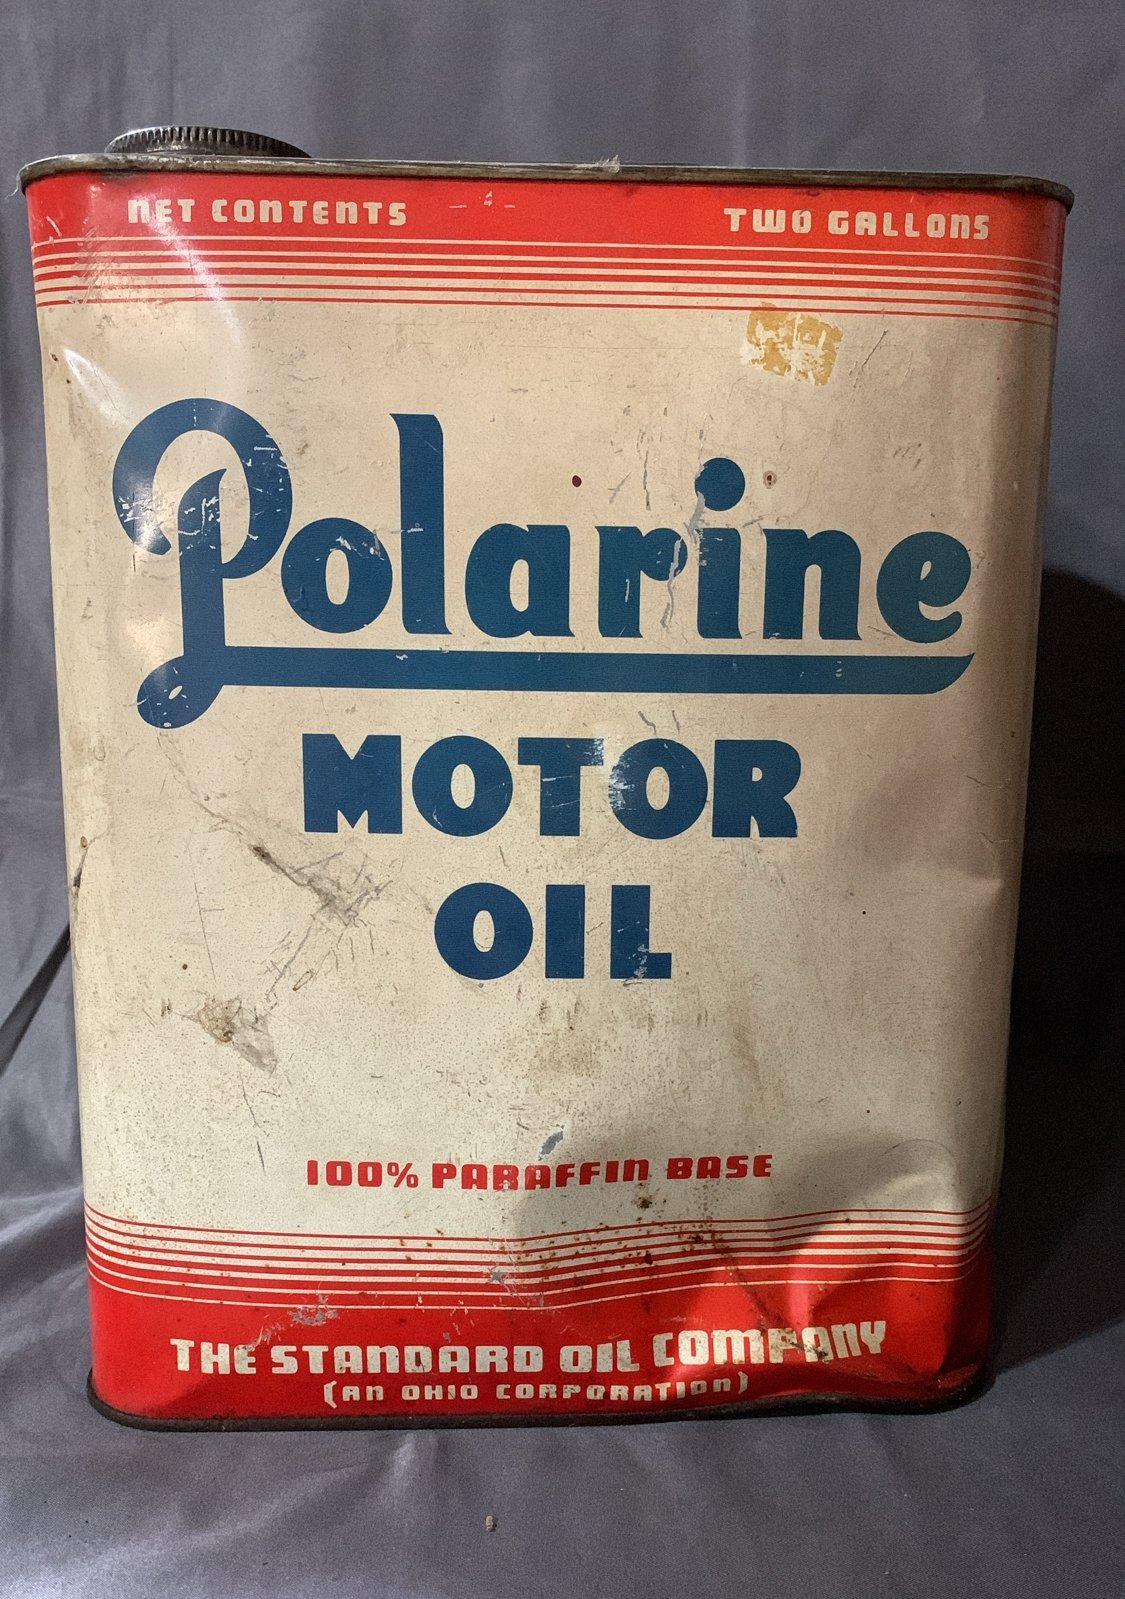 NET CONTENTS TWO GALLONS
Polarine
MOTOR
OIL
100% PARAFFIN BASE
THE STANDARD OIL COMPANY
(AN OHIO CORPORATION)